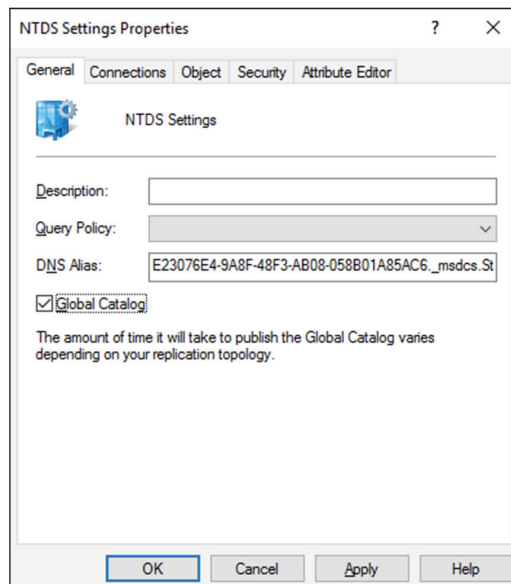 NTDS Settings Properties ? ×
General Connections Object Security Attribute Editor
NTDS Settings
Description:
Query Policy:
DNS Alias: E23076E4-9A8F-48F3-AB08-058B01A85AC6._msdcs.St
Global Catalog
The amount of time it will take to publish the Global Catalog varies
depending on your replication topology.
OK Cancel Apply Help